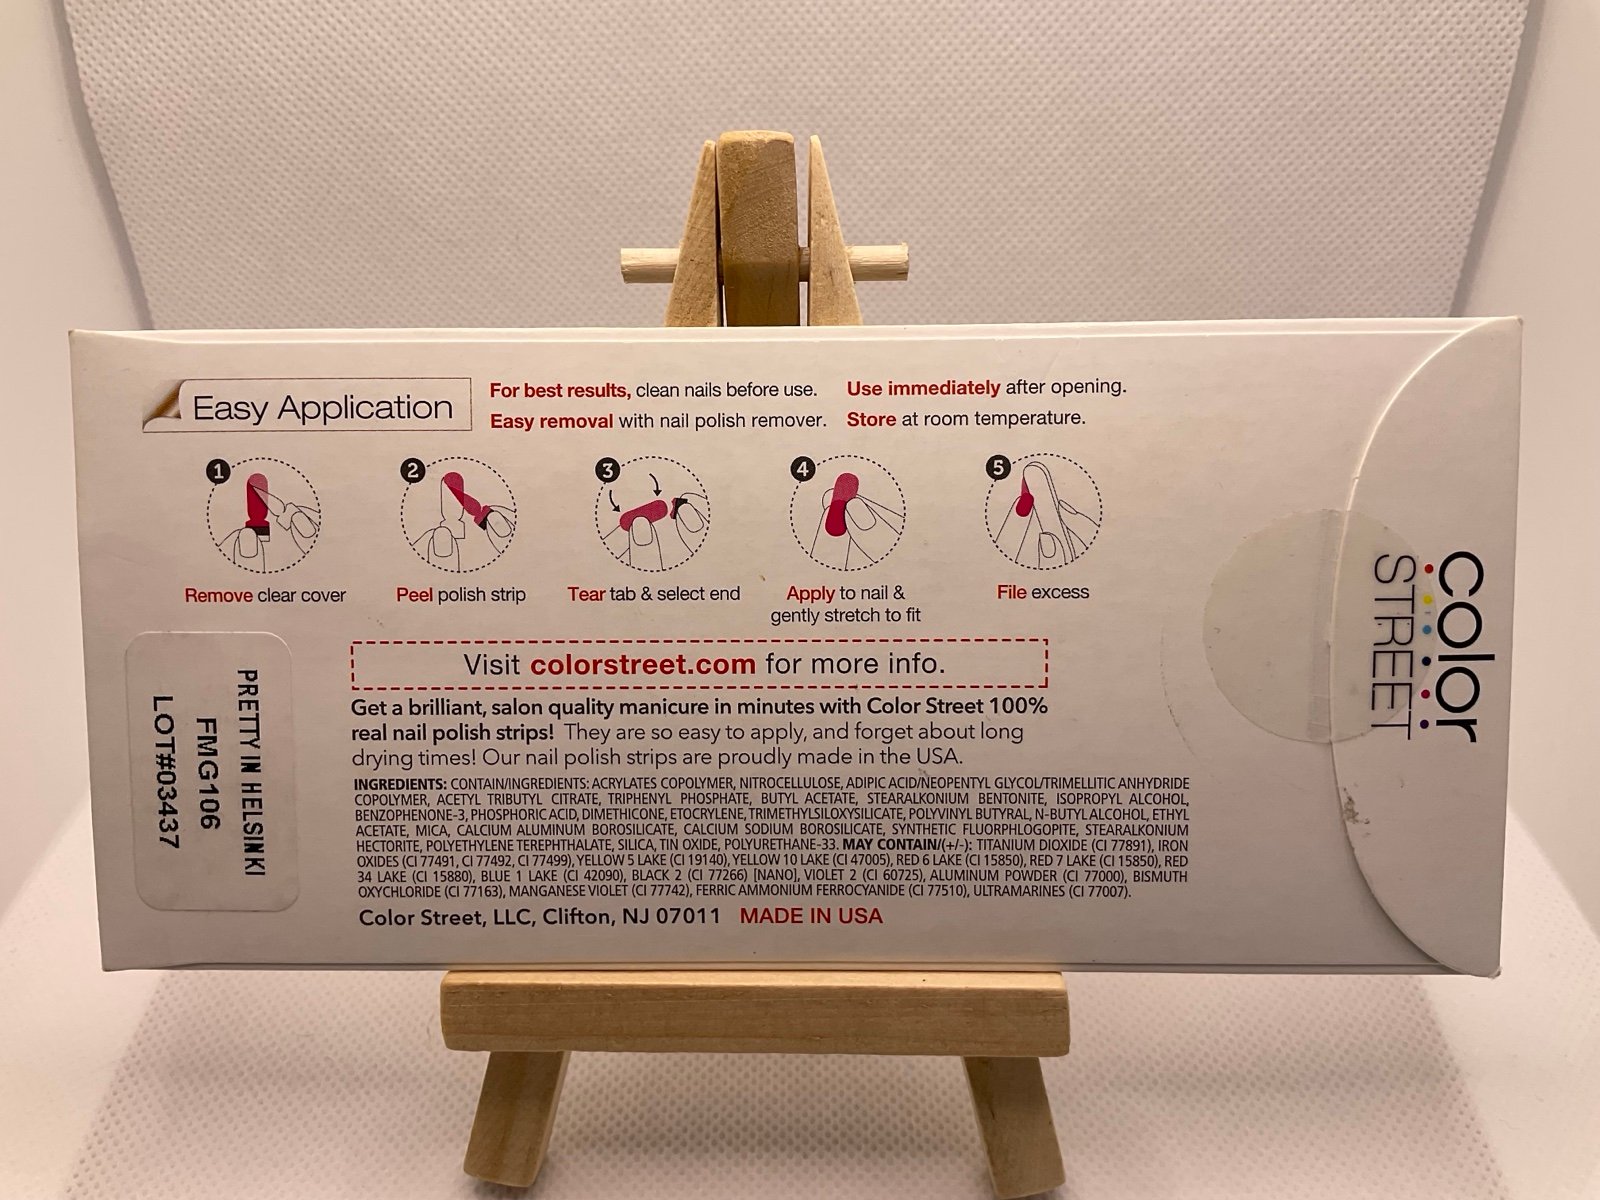 Easy Application
For best results, clean nails before use. Use immediately after opening.
Easy removal with nail polish remover. Store at room temperature.
1
Remove clear cover
2
Peel polish strip
3
Tear tab & select end
4
Apply to nail &
gently stretch to fit
5
File excess
Visit colorstreet.com for more info.
Get a brilliant, salon quality manicure in minutes with Color Street 100%
real nail polish strips! They are so easy to apply, and forget about long
drying times! Our nail polish strips are proudly made in the USA.
INGREDIENTS: CONTAIN/INGREDIENTS: ACRYLATES COPOLYMER, NITROCELLULOSE, ADIPIC ACID/NEOPENTYL GLYCOL/TRIMELLITIC ANHYDRIDE
COPOLYMER, ACETYL TRIBUTYL CITRATE, TRIPHENYL PHOSPHATE, BUTYL ACETATE, STEARALKONIUM BENTONITE, ISOPROPYL ALCOHOL,
BENZOPHENONE-3, PHOSPHORIC ACID, DIMETHICONE, ETOCRYLENE, TRIMETHYLSILOXYSILICATE, POLYVINYL BUTYRAL, N-BUTYL ALCOHOL, ETHYL
ACETATE, MICA, CALCIUM ALUMINUM BOROSILICATE, CALCIUM SODIUM BOROSILICATE, SYNTHETIC FLUORPHLOGOPITE, STEARALKONIUM
HECTORITE, POLYETHYLENE TEREPHTHALATE, SILICA, TIN OXIDE, POLYURETHANE-33. MAY CONTAIN/(+/-): TITANIUM DIOXIDE (CI 77891), IRON
OXIDES (CI 77491, CI 77492, CI 77499), YELLOW 5 LAKE (CI 19140), YELLOW 10 LAKE (CI 47005), RED 6 LAKE (CI 15850), RED 7 LAKE (CI 15850), RED
34 LAKE (CI 15880), BLUE 1 LAKE (CI 42090), BLACK 2 (CI 77266) [NANO], VIOLET 2 (CI 60725), ALUMINUM POWDER (CI 77000), BISMUTH
OXYCHLORIDE (CI 77163), MANGANESE VIOLET (CI 77742), FERRIC AMMONIUM FERROCYANIDE (CI 77510), ULTRAMARINES (CI 77007).
Color Street, LLC, Clifton, NJ 07011 MADE IN USA
PRETTY IN HELSINKI
FMG106
LOT#03437
color
STREET